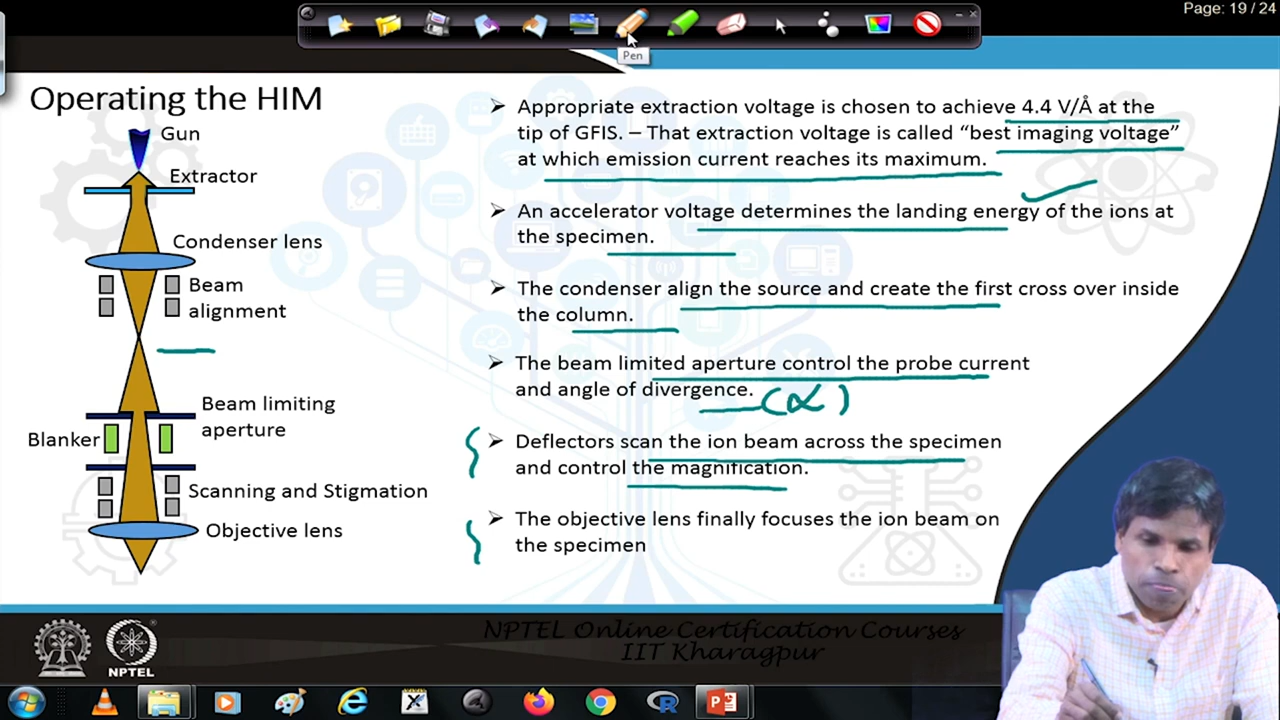 Page: 19 / 24
Pen
Operating the HIM
Gun
Extractor
Condenser lens
Beam
alignment
Beam limiting
aperture
Blanker
Scanning and Stigmation
Objective lens
➤ Appropriate extraction voltage is chosen to achieve 4.4 V/Å at the
tip of GFIS. – That extraction voltage is called “best imaging voltage”
at which emission current reaches its maximum.
➤ An accelerator voltage determines the landing energy of the ions at
the specimen.
➤ The condenser align the source and create the first cross over inside
the column.
➤ The beam limited aperture control the probe current
and angle of divergence. (α)
➤ Deflectors scan the ion beam across the specimen
and control the magnification.
➤ The objective lens finally focuses the ion beam on
the specimen
NPTEL
NPTEL Online Certification Courses
IIT Kharagpur